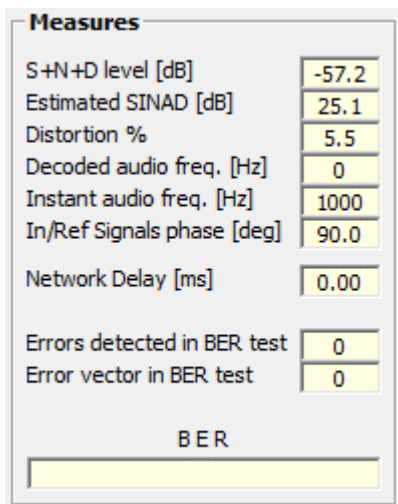 Measures
S+N+D level [dB] -57.2
Estimated SINAD [dB] 25.1
Distortion % 5.5
Decoded audio freq. [Hz] 0
Instant audio freq. [Hz] 1000
In/Ref Signals phase [deg] 90.0
Network Delay [ms] 0.00
Errors detected in BER test 0
Error vector in BER test 0
B E R